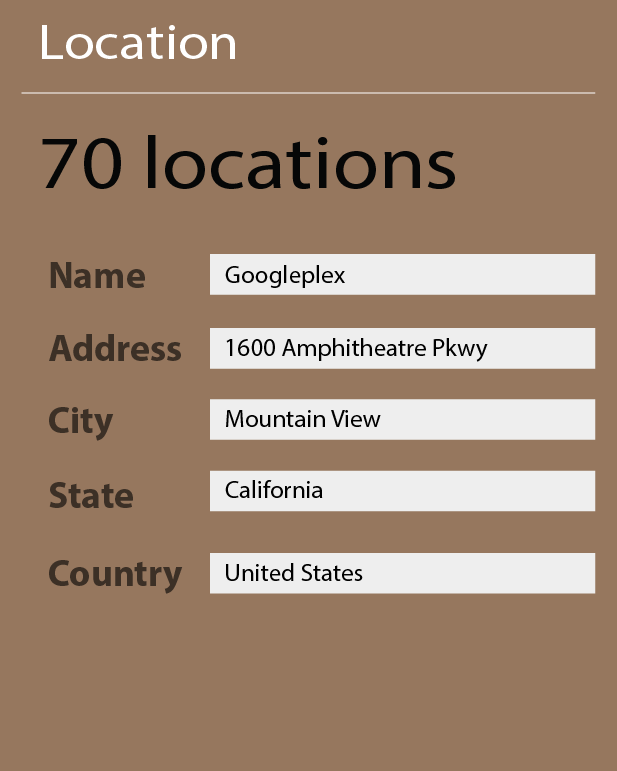 Location
70 locations
Name Googleplex
Address 1600 Amphitheatre Pkwy
City Mountain View
State California
Country United States